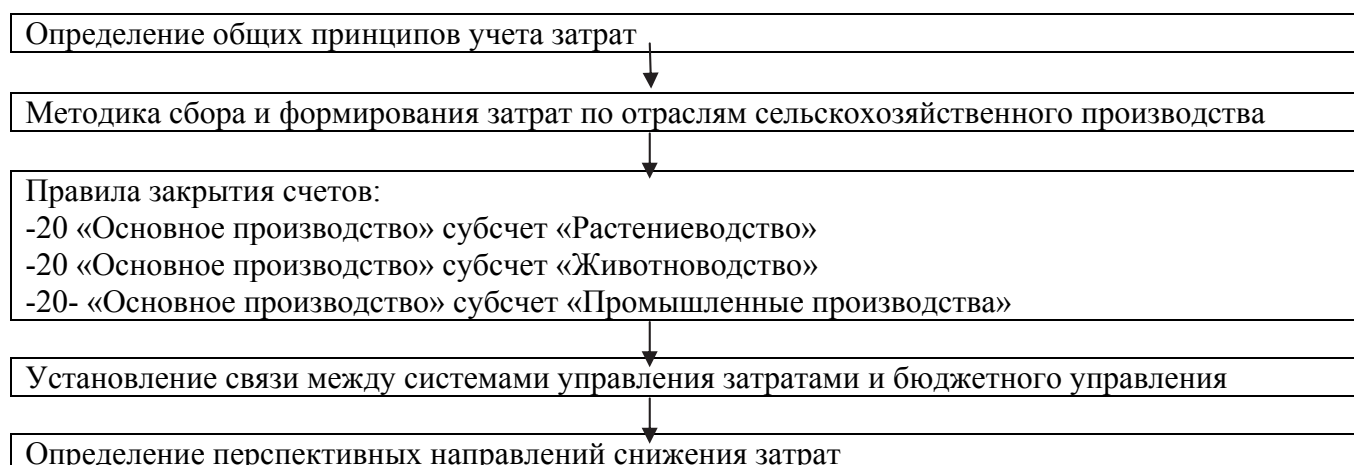 Определение общих принципов учета затрат
Методика сбора и формирования затрат по отраслям сельскохозяйственного производства
Правила закрытия счетов:
-20 «Основное производство» субсчет «Растениеводство»
-20 «Основное производство» субсчет «Животноводство»
-20- «Основное производство» субсчет «Промышленные производства»
Установление связи между системами управления затратами и бюджетного управления
Определение перспективных направлений снижения затрат